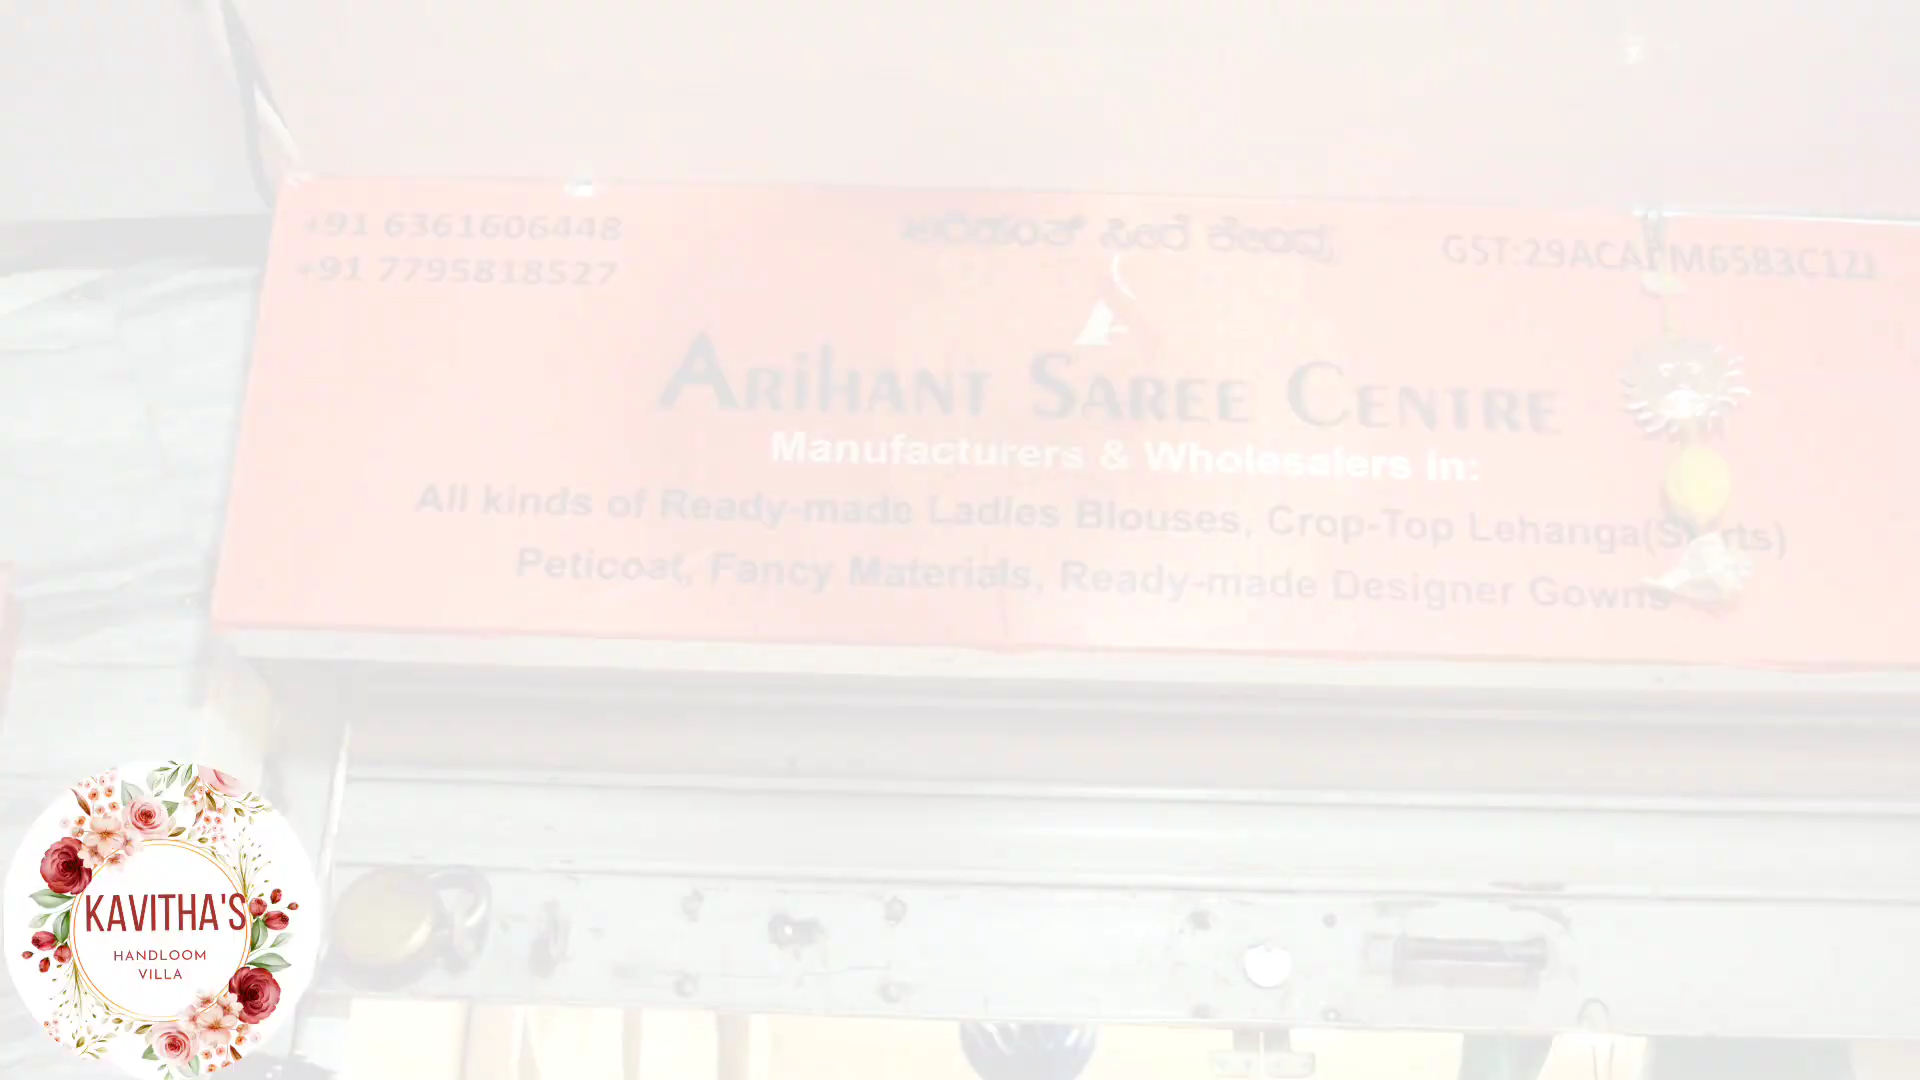 +91 6361606448
+91 7795818527
ಅರಿಹಂತ್ ಸೀರೆ ಕೇಂದ್ರ
ARIHANT SAREE CENTRE
Manufacturers & Wholesalers in:
All kinds of Ready-made Ladies Blouses, Crop-Top Lehanga(Skirts)
Peticoat, Fancy Materials, Ready-made Designer Gowns
KAVITHA'S
HANDLOOM
VILLA